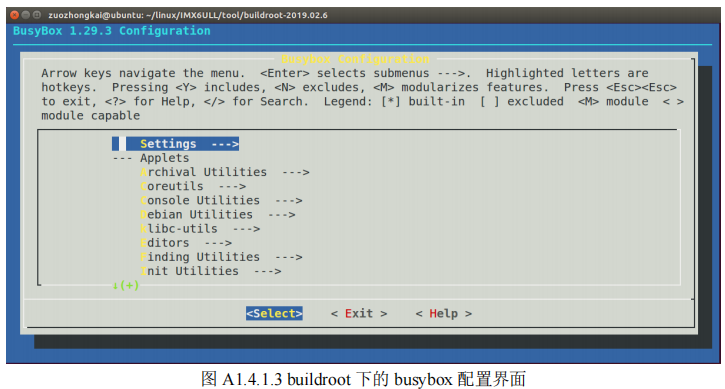 zuozhongkai@ubuntu: ~/linux/IMX6ULL/tool/buildroot-2019.02.6
BusyBox 1.29.3 Configuration
Busybox Configuration
Arrow keys navigate the menu.  <Enter> selects submenus --->.  Highlighted letters are
hotkeys.  Pressing <Y> includes, <N> excludes, <M> modularizes features.  Press <Esc><Esc>
to exit, <?> for Help, </> for Search.  Legend: [*] built-in  [ ] excluded  <M> module  < >
module capable
Settings  --->
--- Applets
Archival Utilities  --->
Coreutils  --->
Console Utilities  --->
Debian Utilities  --->
klibc-utils  --->
Editors  --->
Finding Utilities  --->
Init Utilities  --->
↓(+)
<Select>    < Exit >    < Help >
图 A1.4.1.3 buildroot 下的 busybox 配置界面